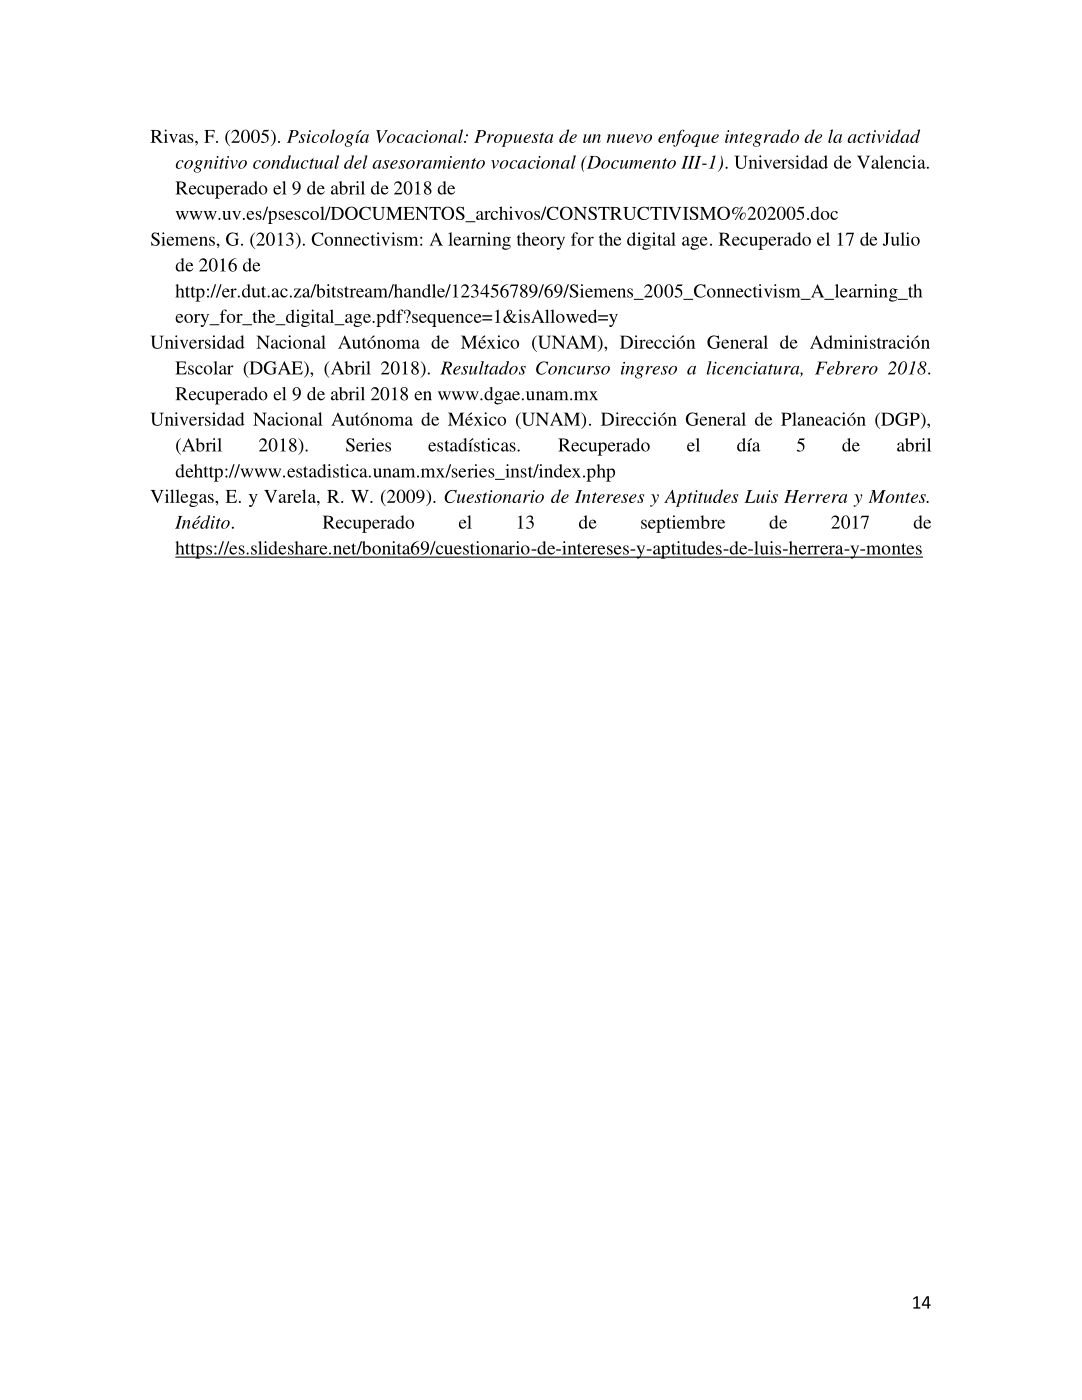 Rivas, F. (2005). Psicología Vocacional: Propuesta de un nuevo enfoque integrado de la actividad
cognitivo conductual del asesoramiento vocacional (Documento III-1). Universidad de Valencia.
Recuperado el 9 de abril de 2018 de
www.uv.es/psescol/DOCUMENTOS_archivos/CONSTRUCTIVISMO%202005.doc
Siemens, G. (2013). Connectivism: A learning theory for the digital age. Recuperado el 17 de Julio
de 2016 de
http://er.dut.ac.za/bitstream/handle/123456789/69/Siemens_2005_Connectivism_A_learning_th
eory_for_the_digital_age.pdf?sequence=1&isAllowed=y
Universidad Nacional Autónoma de México (UNAM), Dirección General de Administración
Escolar (DGAE), (Abril 2018). Resultados Concurso ingreso a licenciatura, Febrero 2018.
Recuperado el 9 de abril 2018 en www.dgae.unam.mx
Universidad Nacional Autónoma de México (UNAM). Dirección General de Planeación (DGP),
(Abril 2018). Series estadísticas. Recuperado el día 5 de abril
dehttp://www.estadistica.unam.mx/series_inst/index.php
Villegas, E. y Varela, R. W. (2009). Cuestionario de Intereses y Aptitudes Luis Herrera y Montes.
Inédito. Recuperado el 13 de septiembre de 2017 de
https://es.slideshare.net/bonita69/cuestionario-de-intereses-y-aptitudes-de-luis-herrera-y-montes
14